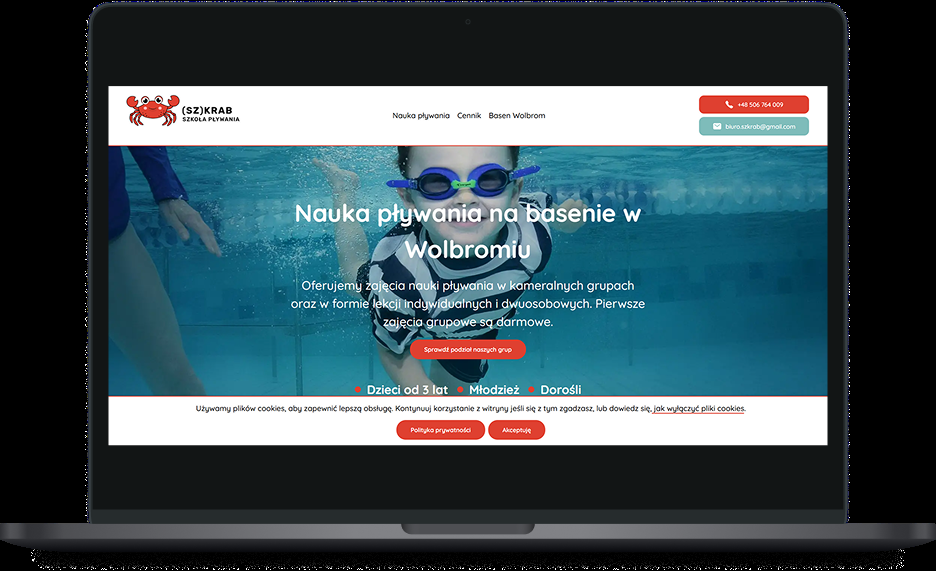 (SZ)KRAB
SZKOŁA PŁYWANIA
Nauka pływania Cennik Basen Wolbrom
+48 506 764 009
biuro.szkrab@gmail.com
Nauka pływania na basenie w
Wolbromiu
Oferujemy zajęcia nauki pływania w kameralnych grupach
oraz w formie lekcji indywidualnych i dwuosobowych. Pierwsze
zajęcia grupowe są darmowe.
Sprawdź podział naszych grup
Dzieci od 3 lat Młodzież Dorośli
Używamy plików cookies, aby zapewnić lepszą obsługę. Kontynuuj korzystanie z witryny jeśli się z tym zgadzasz, lub dowiedz się, jak wyłączyć pliki cookies.
Polityka prywatności Akceptuję